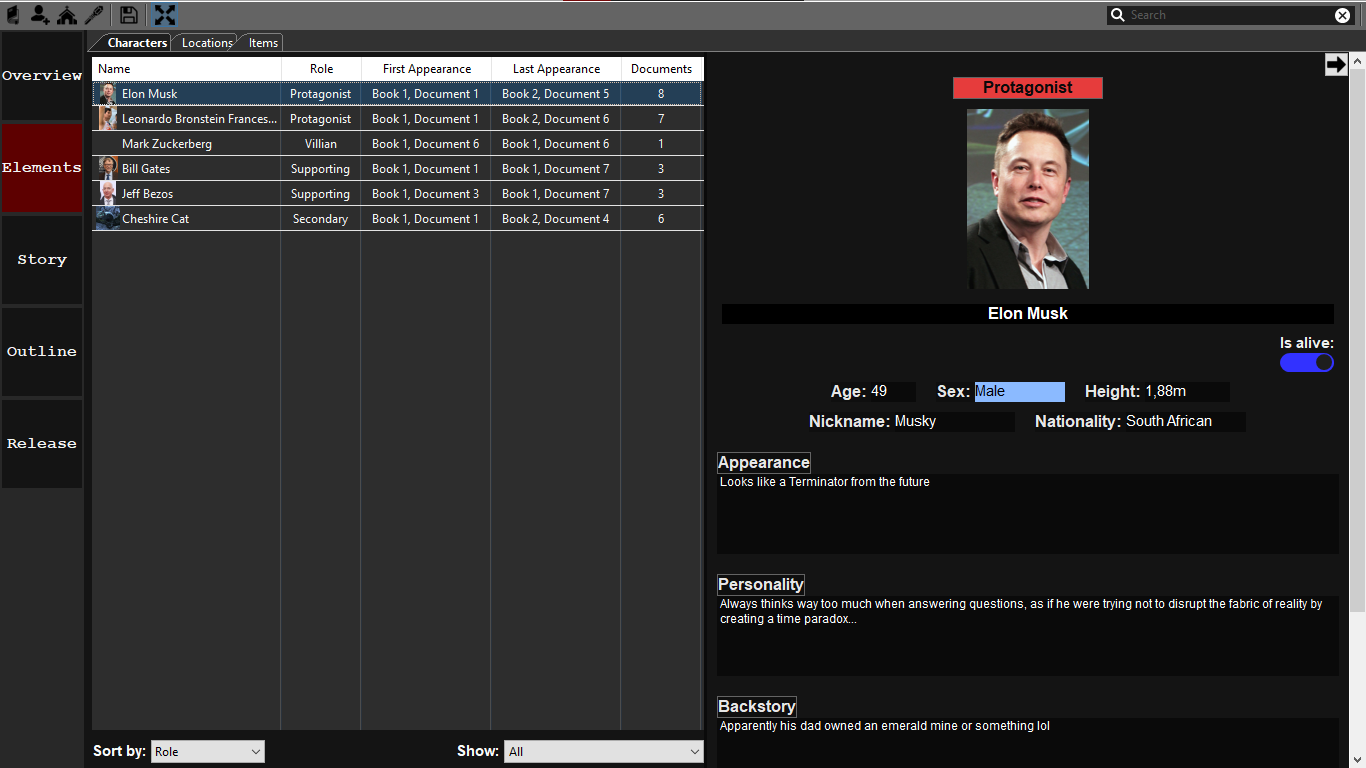 Search
Overview
Elements
Story
Outline
Release
Characters Locations Items
Name Role First Appearance Last Appearance Documents
Elon Musk Protagonist Book 1, Document 1 Book 2, Document 5 8
Leonardo Bronstein Frances... Protagonist Book 1, Document 1 Book 2, Document 6 7
Mark Zuckerberg Villian Book 1, Document 6 Book 1, Document 6 1
Bill Gates Supporting Book 1, Document 1 Book 1, Document 7 3
Jeff Bezos Supporting Book 1, Document 3 Book 1, Document 7 3
Cheshire Cat Secondary Book 1, Document 1 Book 2, Document 4 6
Sort by: Role Show: All
Protagonist
Elon Musk
Is alive:
Age: 49 Sex: Male Height: 1,88m
Nickname: Musky Nationality: South African
Appearance
Looks like a Terminator from the future
Personality
Always thinks way too much when answering questions, as if he were trying not to disrupt the fabric of reality by
creating a time paradox...
Backstory
Apparently his dad owned an emerald mine or something lol